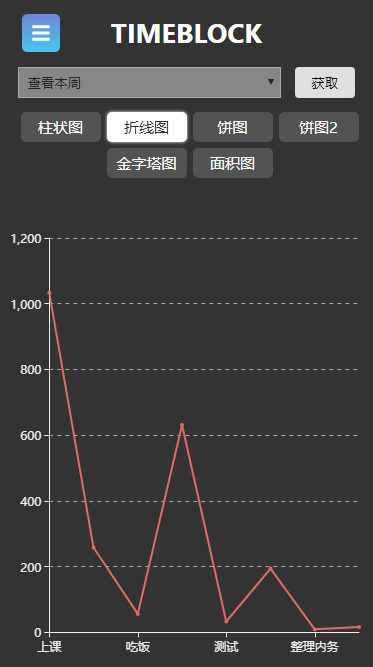 TIMEBLOCK
查看本周
获取
柱状图 折线图 饼图 饼图2
金字塔图 面积图
1,200
1,000
800
600
400
200
0
上课 吃饭 测试 整理内务